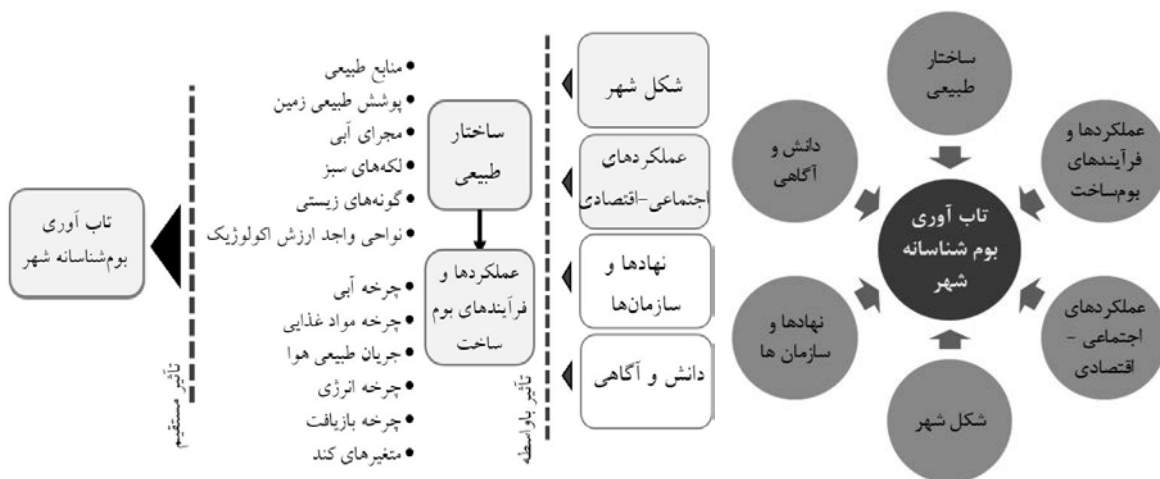 ساختار
طبیعی
عملکردها و
فرآیندهای
بوم‌ساخت
عملکردهای
اجتماعی -
اقتصادی
شکل شهر
نهادها و
سازمان ها
دانش و
آگاهی
تاب آوری
بوم شناسانه
شهر
شکل شهر
عملکردهای
اجتماعی-اقتصادی
نهادها و
سازمان‌ها
دانش و آگاهی
تأثیر باواسطه
ساختار
طبیعی
عملکردها و
فرآیندهای بوم
ساخت
• منابع طبیعی
• پوشش طبیعی زمین
• مجرای آبی
• لکه‌های سبز
• گونه‌های زیستی
• نواحی واجد ارزش اکولوژیک
• چرخه آبی
• چرخه مواد غذایی
• جریان طبیعی هوا
• چرخه انرژی
• چرخه بازیافت
• متغیرهای کند
تأثیر مستقیم
تاب آوری
بوم‌شناسانه شهر